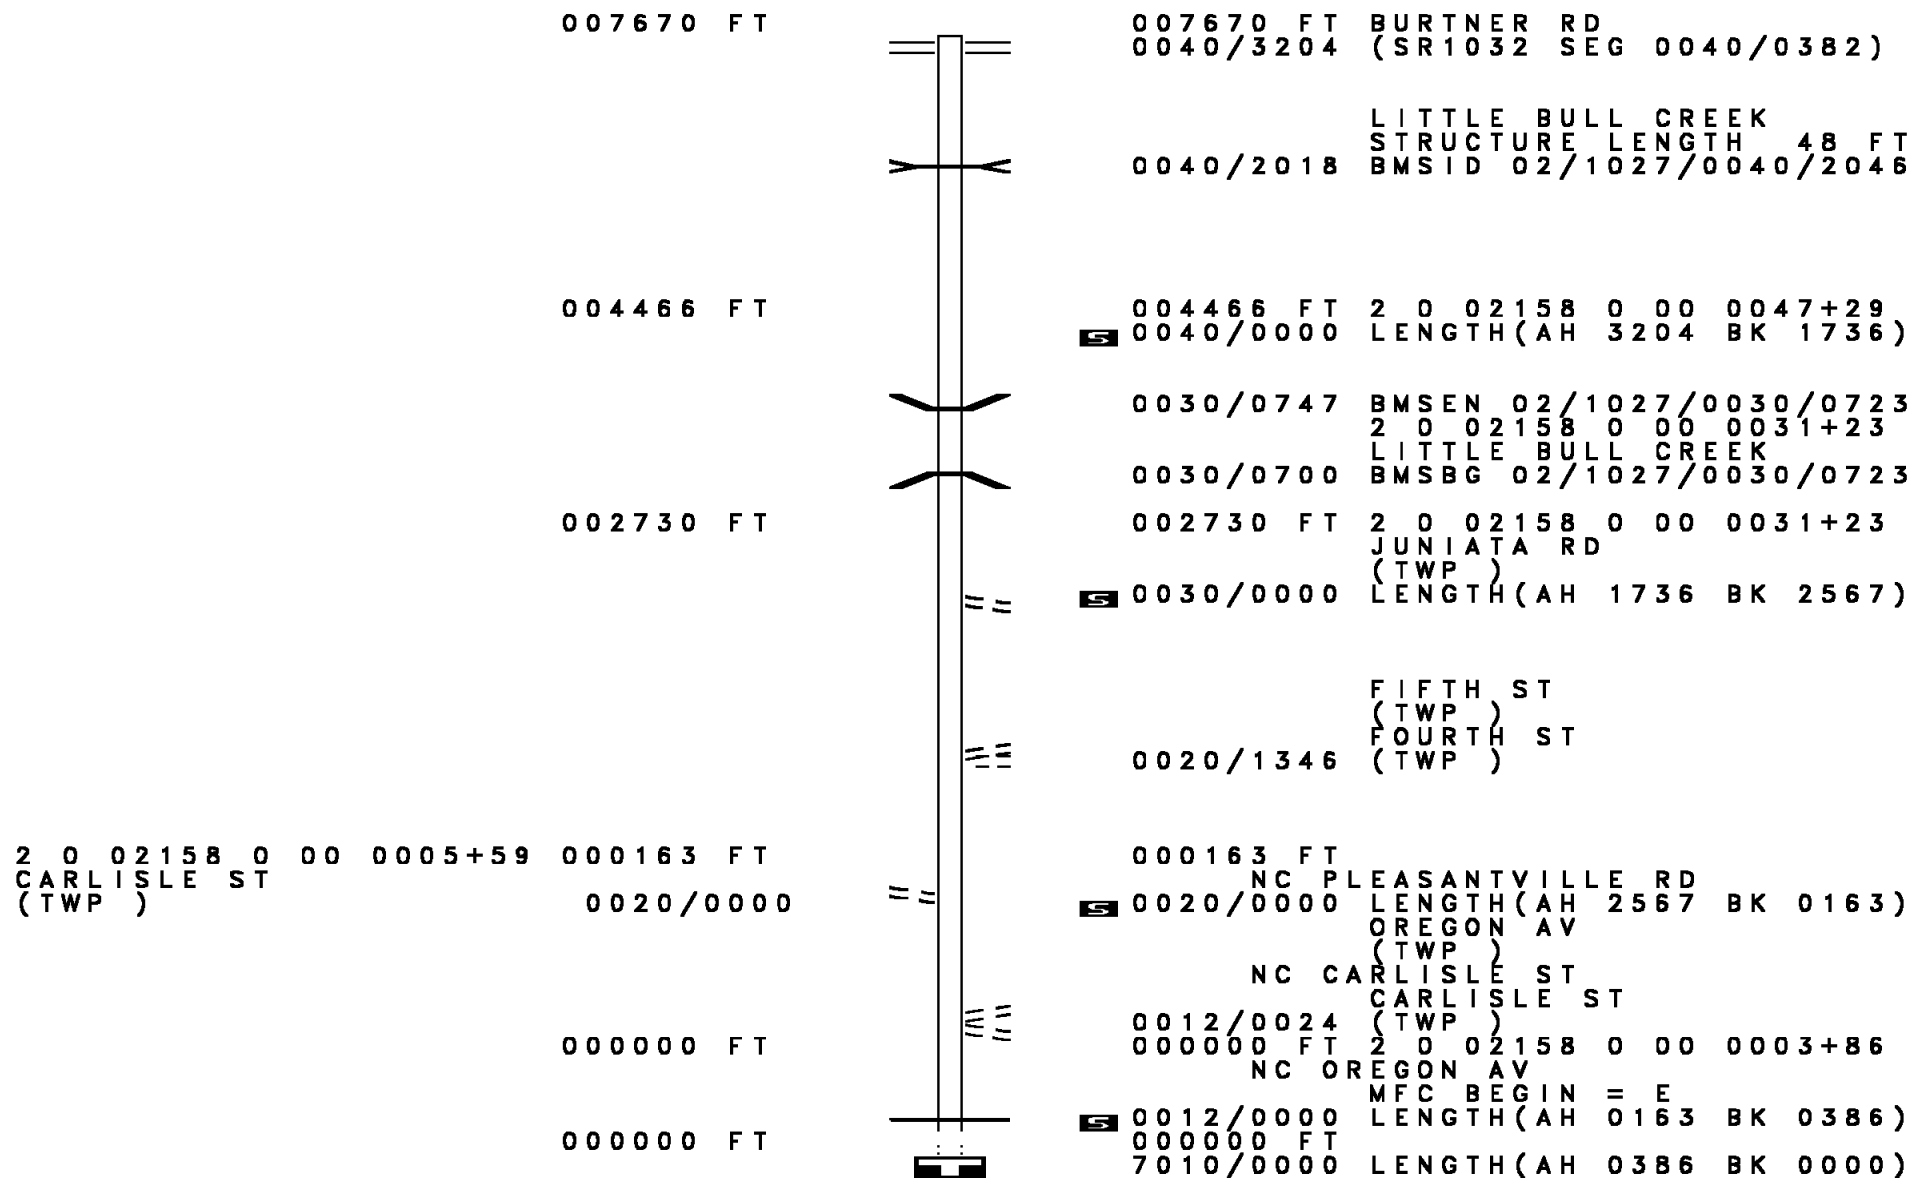 007670 FT 007670 FT BURTNER RD
0040/3204 (SR1032 SEG 0040/0382)
LITTLE BULL CREEK
STRUCTURE LENGTH 48 FT
0040/2018 BMSID 02/1027/0040/2046
004466 FT 004466 FT 2 0 02158 0 00 0047+29
S 0040/0000 LENGTH(AH 3204 BK 1736)
0030/0747 BMSEN 02/1027/0030/0723
2 0 02158 0 00 0031+23
LITTLE BULL CREEK
0030/0700 BMSBG 02/1027/0030/0723
002730 FT 002730 FT 2 0 02158 0 00 0031+23
JUNIATA RD
(TWP )
S 0030/0000 LENGTH(AH 1736 BK 2567)
FIFTH ST
(TWP )
FOURTH ST
0020/1346 (TWP )
2 0 02158 0 00 0005+59 000163 FT 000163 FT
CARLISLE ST NC PLEASANTVILLE RD
(TWP ) 0020/0000 S 0020/0000 LENGTH(AH 2567 BK 0163)
OREGON AV
(TWP )
NC CARLISLE ST
CARLISLE ST
0012/0024 (TWP )
000000 FT 000000 FT 2 0 02158 0 00 0003+86
NC OREGON AV
MFC BEGIN = E
S 0012/0000 LENGTH(AH 0163 BK 0386)
000000 FT 000000 FT
7010/0000 LENGTH(AH 0386 BK 0000)